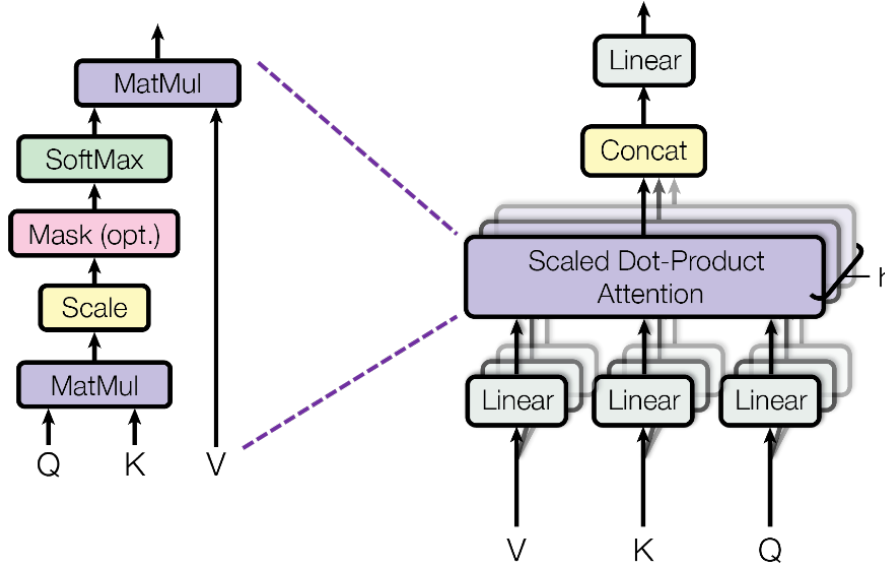 MatMul
SoftMax
Mask (opt.)
Scale
MatMul
Q K V
Linear
Concat
Scaled Dot-Product
Attention
h
Linear Linear Linear
V K Q